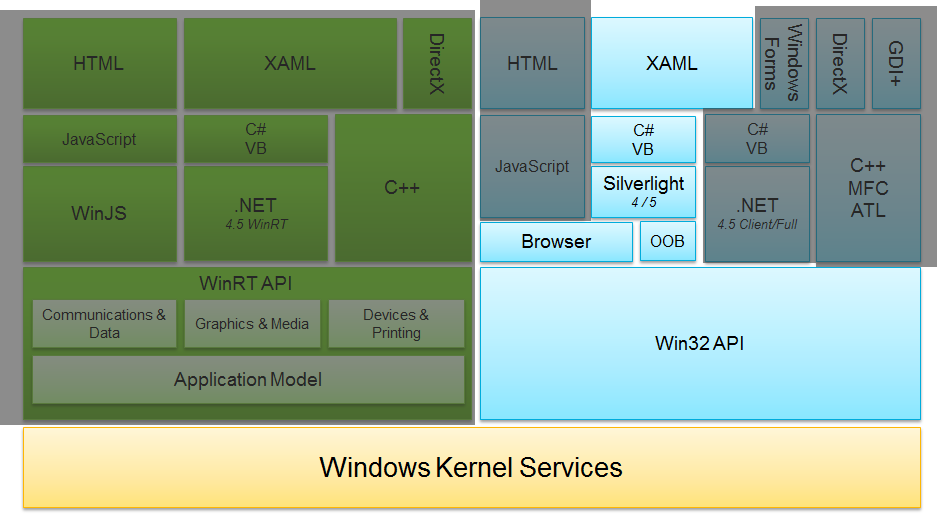 HTML
XAML
DirectX
HTML
XAML
Windows
Forms
DirectX
GDI+
JavaScript
C#
VB
C++
JavaScript
C#
VB
C#
VB
C++
MFC
ATL
WinJS
.NET
4.5 WinRT
Silverlight
4 / 5
.NET
4.5 Client/Full
Browser
OOB
WinRT API
Communications &
Data
Graphics & Media
Devices &
Printing
Application Model
Win32 API
Windows Kernel Services